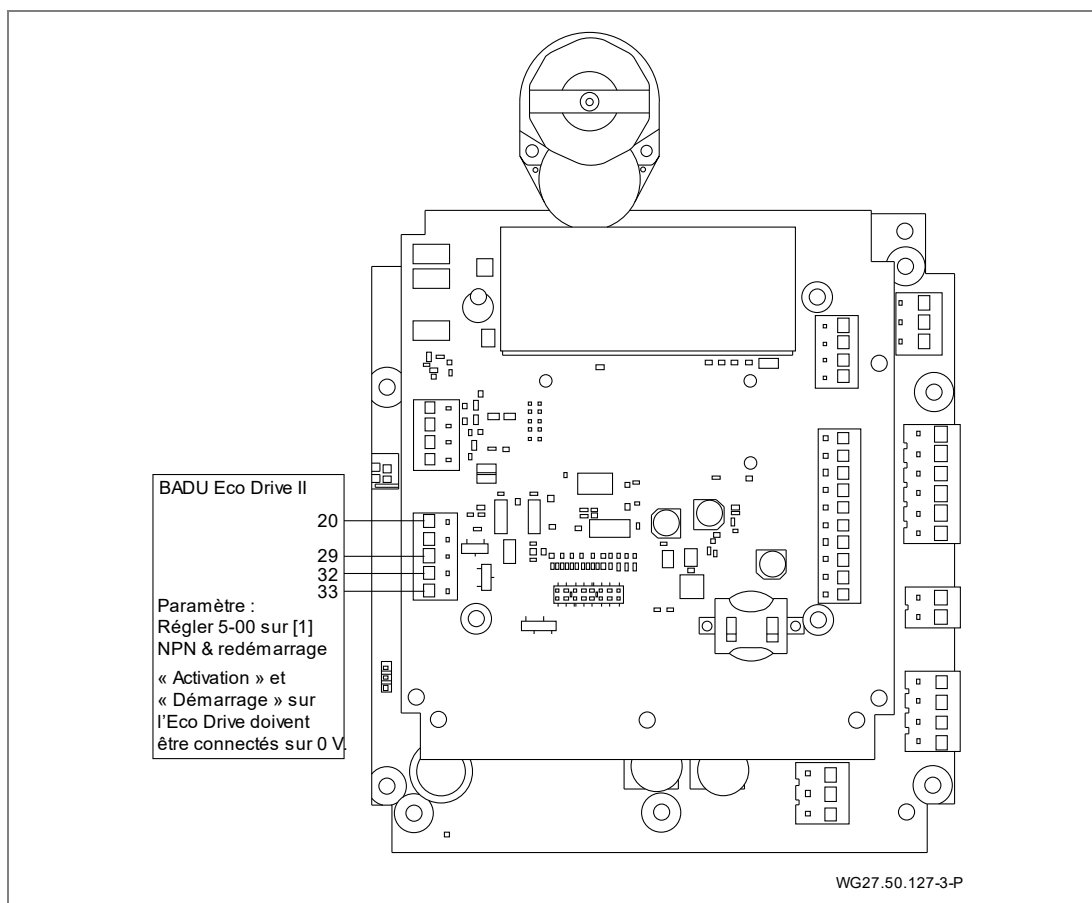 BADU Eco Drive II
20
29
32
33
Paramètre :
Régler 5-00 sur [1]
NPN & redémarrage
« Activation » et
« Démarrage » sur
l’Eco Drive doivent
être connectés sur 0 V.
WG27.50.127-3-P